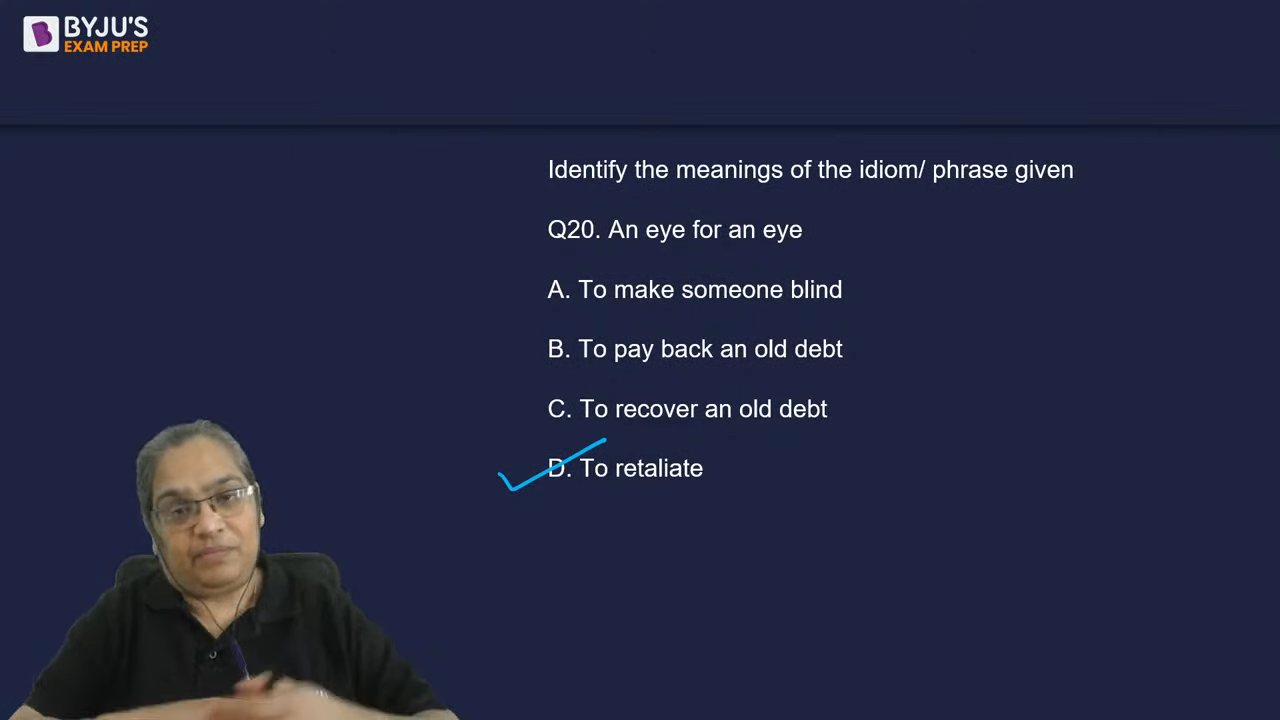 BYJU'S
EXAM PREP
Identify the meanings of the idiom/ phrase given
Q20. An eye for an eye
A. To make someone blind
B. To pay back an old debt
C. To recover an old debt
D. To retaliate